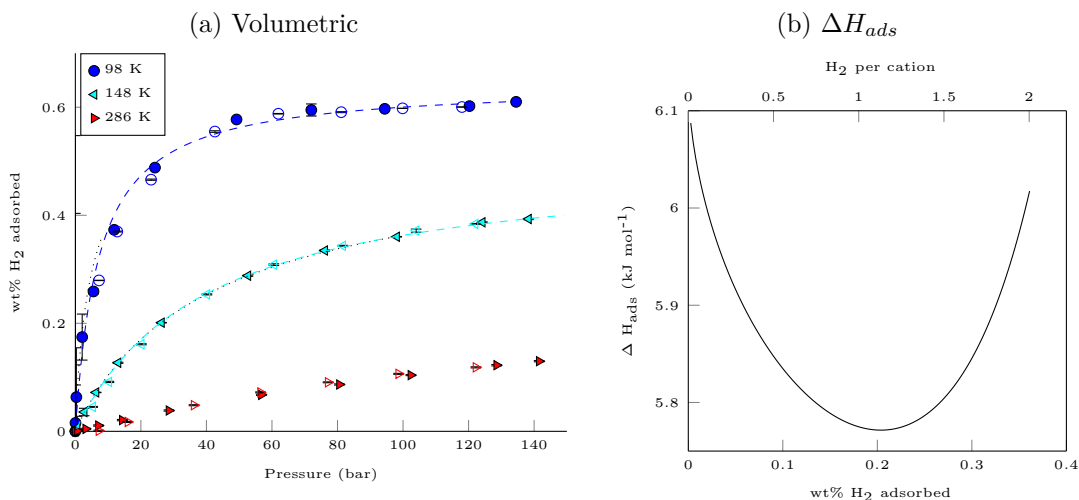 (a) Volumetric
98 K
148 K
286 K
0.6
0.4
0.2
0
0 20 40 60 80 100 120 140
wt% H2 adsorbed
Pressure (bar)
(b) ΔHads
H2 per cation
0 0.5 1 1.5 2
6.1
6
5.9
5.8
0 0.1 0.2 0.3 0.4
Δ Hads (kJ mol−1)
wt% H2 adsorbed